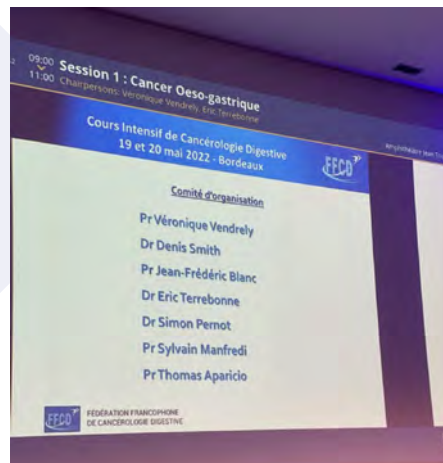 09:00 Session 1 : Cancer Oeso-gastrique
11:00 Chairpersons: Véronique Vendrely, Eric Terrebonne
Amphithéâtre Jean
Cours Intensif de Cancérologie Digestive
19 et 20 mai 2022 - Bordeaux
FFCD
Comité d'organisation
Pr Véronique Vendrely
Dr Denis Smith
Pr Jean-Frédéric Blanc
Dr Eric Terrebonne
Dr Simon Pernot
Pr Sylvain Manfredi
Pr Thomas Aparicio
FFCD
FÉDÉRATION FRANCOPHONE
DE CANCÉROLOGIE DIGESTIVE